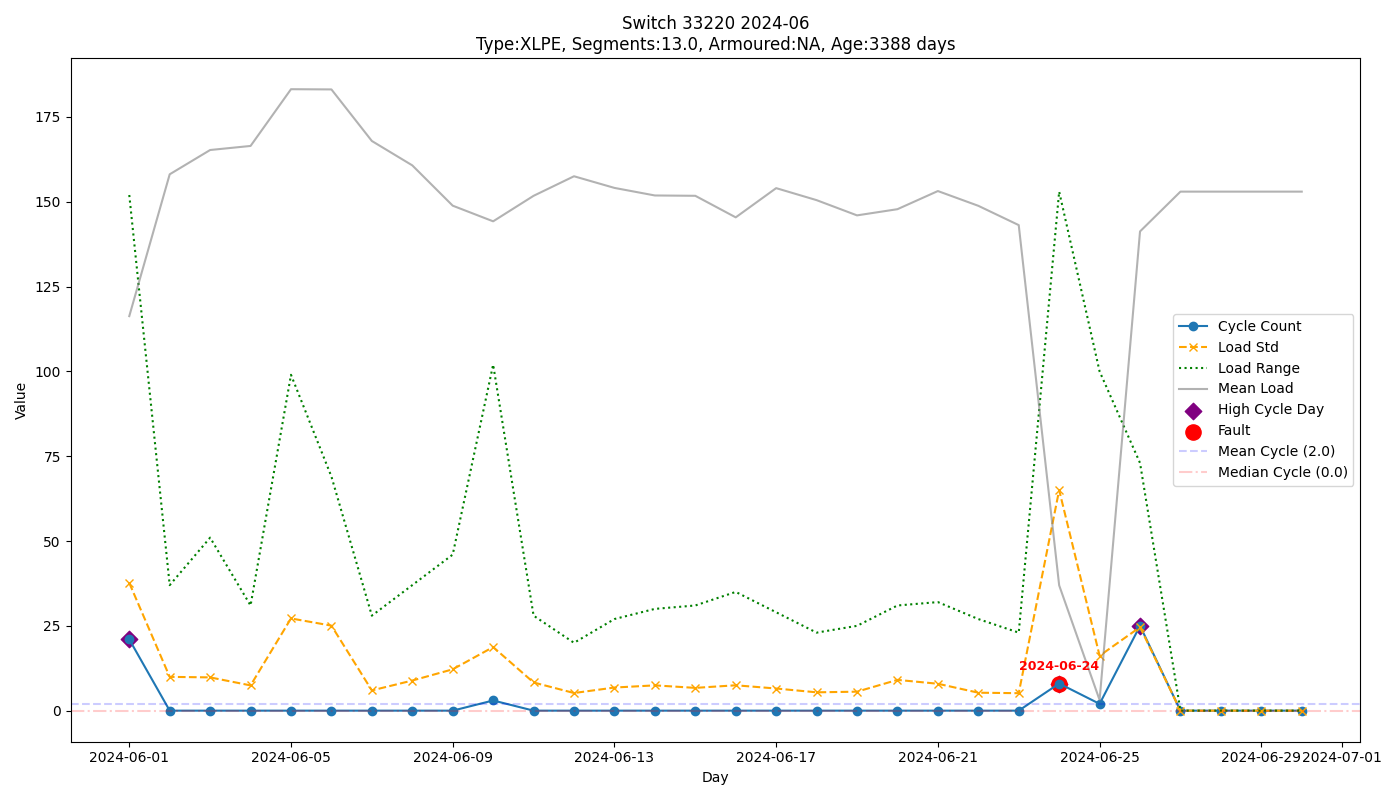 Switch 33220 2024-06
Type:XLPE, Segments:13.0, Armoured:NA, Age:3388 days
Value
175
150
125
100
75
50
25
0
Cycle Count
Load Std
Load Range
Mean Load
High Cycle Day
Fault
Mean Cycle (2.0)
Median Cycle (0.0)
2024-06-24
2024-06-01
2024-06-05
2024-06-09
2024-06-13
2024-06-17
2024-06-21
2024-06-25
2024-06-29
2024-07-01
Day